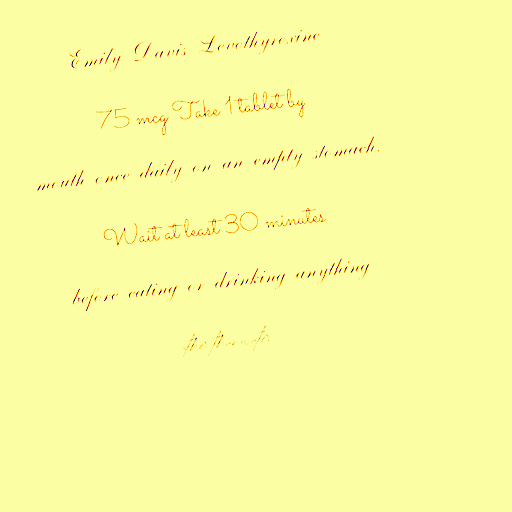 Emily Davis Levothyroxine
75 mcg Take 1 tablet by
mouth once daily on an empty stomach.
Wait at least 30 minutes
before eating or drinking anything